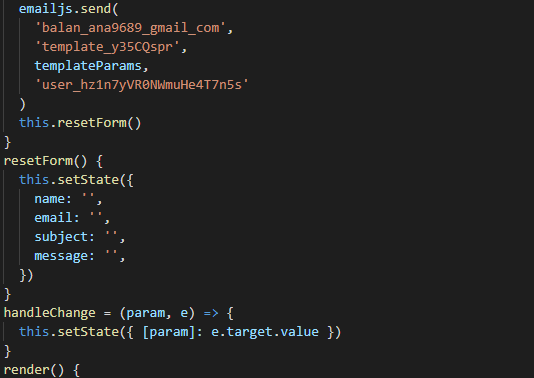 emailjs.send(
'balan_ana9689_gmail_com',
'template_y35CQspr',
templateParams,
'user_hz1n7yVR0NWmuHe4T7n5s'
)
this.resetForm()
}
resetForm() {
this.setState({
name: '',
email: '',
subject: '',
message: '',
})
}
handleChange = (param, e) => {
this.setState({ [param]: e.target.value })
}
render() {